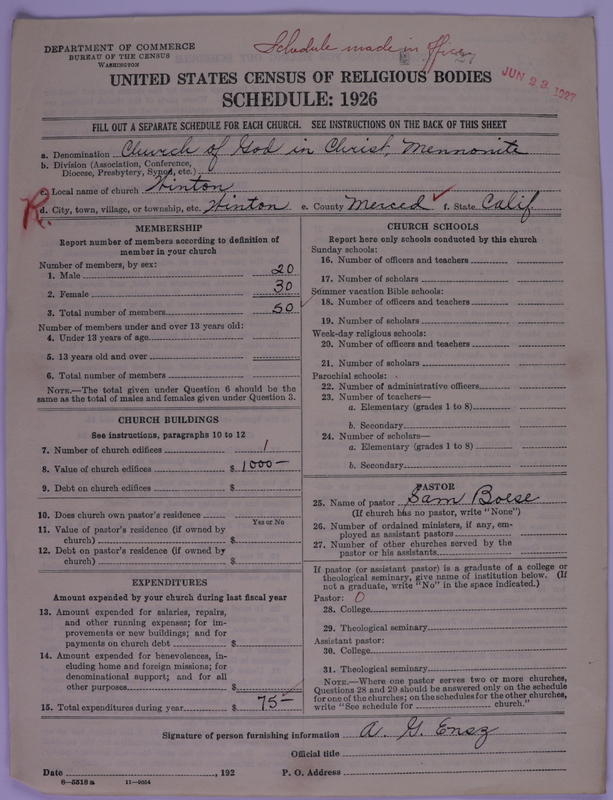 Schedule made in office
DEPARTMENT OF COMMERCE
BUREAU OF THE CENSUS
WASHINGTON
JUN 23 1927
UNITED STATES CENSUS OF RELIGIOUS BODIES
SCHEDULE: 1926
FILL OUT A SEPARATE SCHEDULE FOR EACH CHURCH. SEE INSTRUCTIONS ON THE BACK OF THIS SHEET
a. Denomination Church of God in Christ, Mennonite
b. Division (Association, Conference,
Diocese, Presbytery, Synod, etc.)
c. Local name of church Winton
R.
d. City, town, village, or township, etc. Winton e. County Merced f. State Calif.
MEMBERSHIP
Report number of members according to definition of
member in your church
Number of members, by sex:
1. Male 20
2. Female 30
3. Total number of members 50
Number of members under and over 13 years old:
4. Under 13 years of age
5. 13 years old and over
6. Total number of members
NOTE.—The total given under Question 6 should be the
same as the total of males and females given under Question 3.
CHURCH BUILDINGS
See instructions, paragraphs 10 to 12
7. Number of church edifices 1
8. Value of church edifices $ 1000—
9. Debt on church edifices $
10. Does church own pastor's residence
Yes or No
11. Value of pastor's residence (if owned by
church) $
12. Debt on pastor's residence (if owned by
church) $
EXPENDITURES
Amount expended by your church during last fiscal year
13. Amount expended for salaries, repairs,
and other running expenses; for im-
provements or new buildings; and for
payments on church debt $
14. Amount expended for benevolences, in-
cluding home and foreign missions; for
denominational support; and for all
other purposes $
15. Total expenditures during year $ 75—
CHURCH SCHOOLS
Report here only schools conducted by this church
Sunday schools:
16. Number of officers and teachers
17. Number of scholars
Summer vacation Bible schools:
18. Number of officers and teachers
19. Number of scholars
Week-day religious schools:
20. Number of officers and teachers
21. Number of scholars
Parochial schools:
22. Number of administrative officers
23. Number of teachers—
a. Elementary (grades 1 to 8)
b. Secondary
24. Number of scholars—
a. Elementary (grades 1 to 8)
b. Secondary
PASTOR
25. Name of pastor Sam Boese
(If church has no pastor, write "None")
26. Number of ordained ministers, if any, em-
ployed as assistant pastors
27. Number of other churches served by the
pastor or his assistants
If pastor (or assistant pastor) is a graduate of a college or
theological seminary, give name of institution below. (If
not a graduate, write "No" in the space indicated.)
Pastor: 0
28. College
29. Theological seminary
Assistant pastor:
30. College
31. Theological seminary
NOTE.—Where one pastor serves two or more churches,
Questions 28 and 29 should be answered only on the schedule
for one of the churches; on the schedules for the other churches,
write "See schedule for church."
Signature of person furnishing information A. G. Ensz
Official title
Date , 192 P. O. Address
6—5518a 11—9554